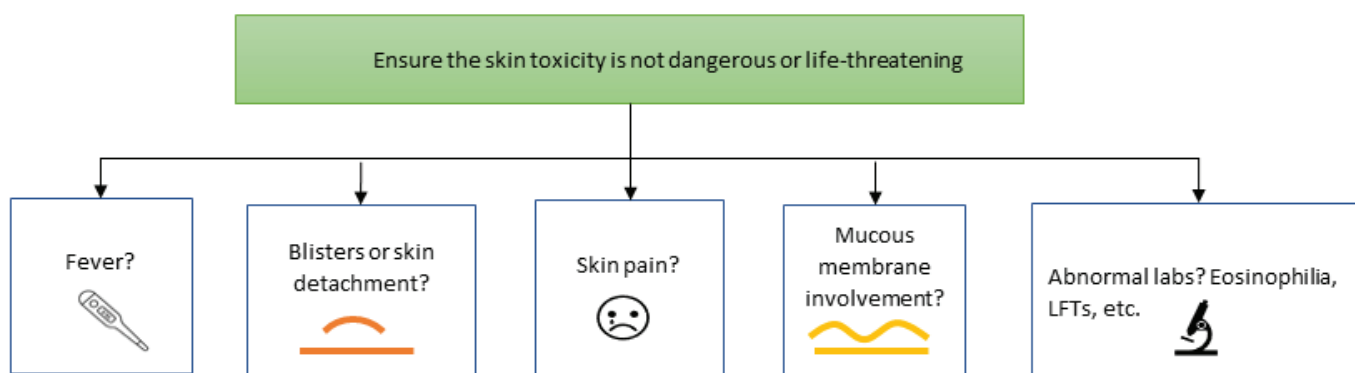 Ensure the skin toxicity is not dangerous or life-threatening
Fever?
Blisters or skin
detachment?
Skin pain?
Mucous
membrane
involvement?
Abnormal labs? Eosinophilia,
LFTs, etc.